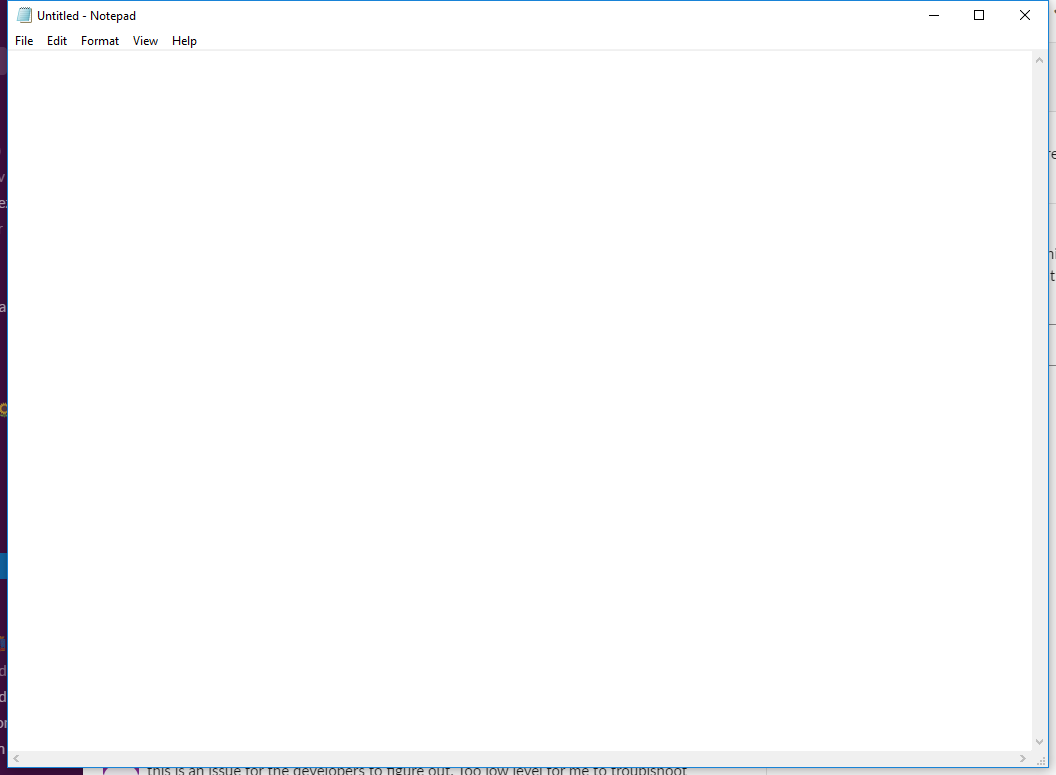 Untitled - Notepad
File Edit Format View Help
this is an issue for the developers to figure out. Too low level for me to troublshoot